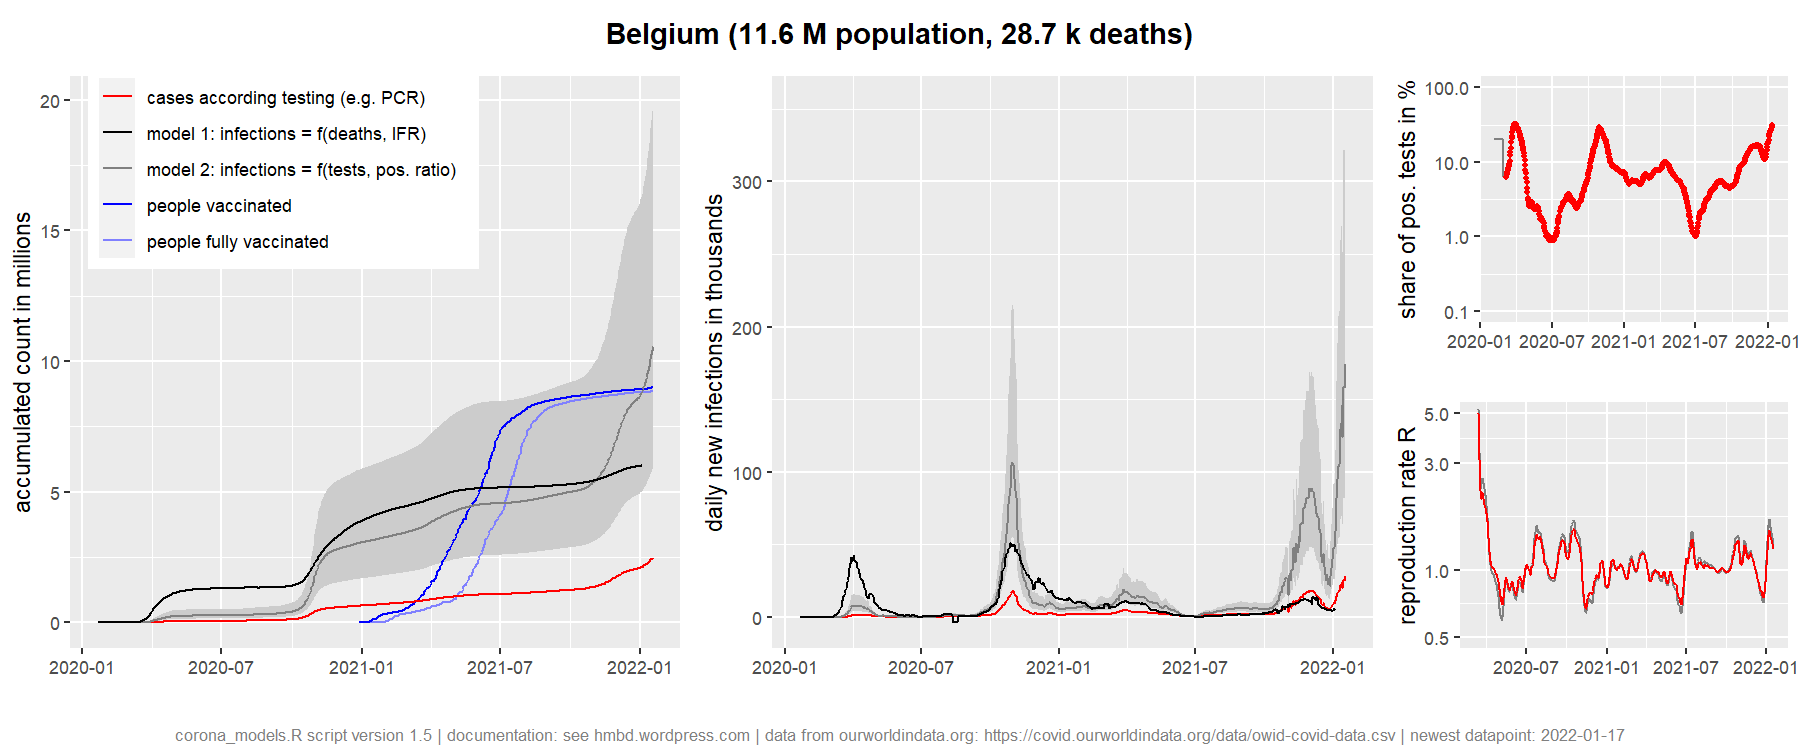 Belgium (11.6 M population, 28.7 k deaths)
accumulated count in millions
20
15
10
5
0
cases according testing (e.g. PCR)
model 1: infections = f(deaths, IFR)
model 2: infections = f(tests, pos. ratio)
people vaccinated
people fully vaccinated
2020-01 2020-07 2021-01 2021-07 2022-01
daily new infections in thousands
300
200
100
0
2020-01 2020-07 2021-01 2021-07 2022-01
share of pos. tests in %
100.0
10.0
1.0
0.1
2020-01 2020-07 2021-01 2021-07 2022-01
reproduction rate R
5.0
3.0
1.0
0.5
2020-07 2021-01 2021-07 2022-01
corona_models.R script version 1.5 | documentation: see hmbd.wordpress.com | data from ourworldindata.org: https://covid.ourworldindata.org/data/owid-covid-data.csv | newest datapoint: 2022-01-17